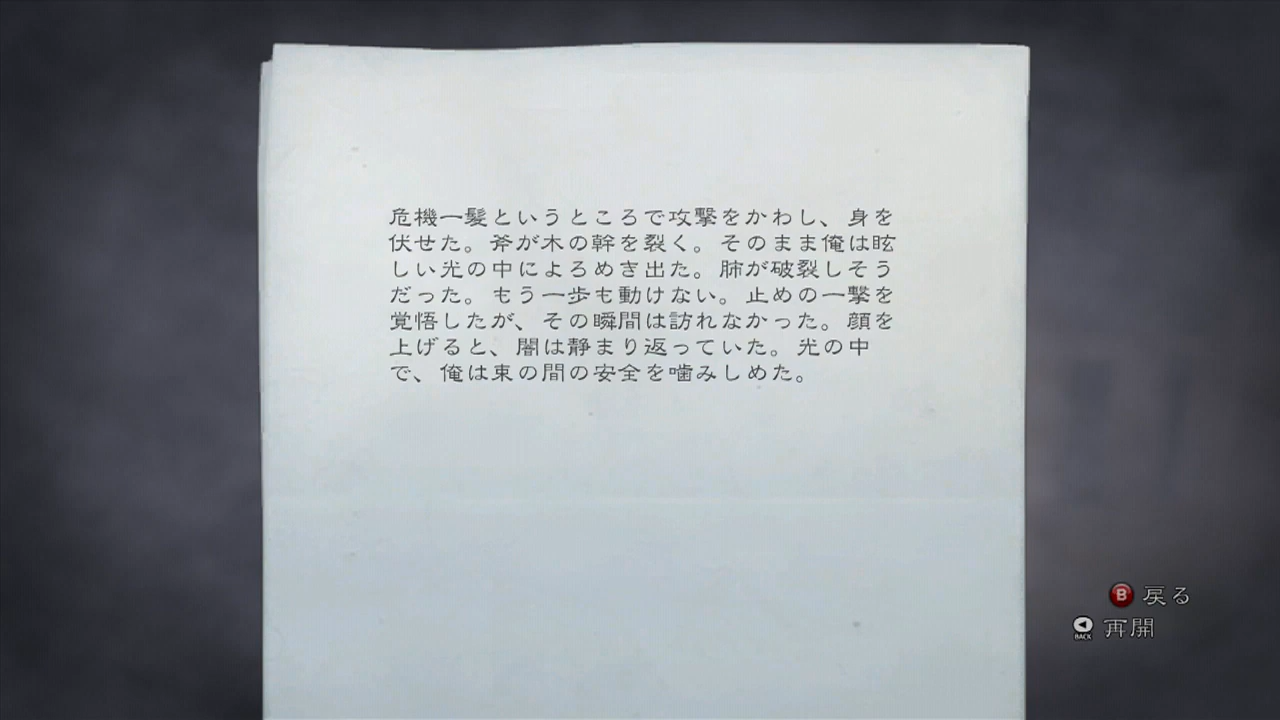 危機一髪というところで攻撃をかわし、身を
伏せた。斧が木の幹を裂く。そのまま俺は眩
しい光の中によろめき出た。肺が破裂しそう
だった。もう一歩も動けない。止めの一撃を
覚悟したが、その瞬間は訪れなかった。顔を
上げると、闇は静まり返っていた。光の中
で、俺は束の間の安全を噛みしめた。
B 戻る
BACK 再開